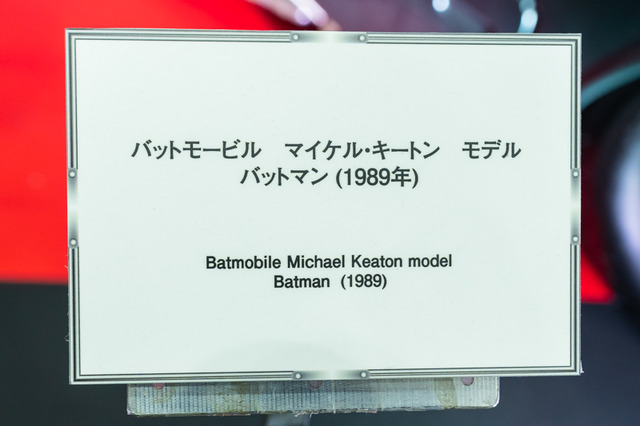 バットモービル　マイケル・キートン　モデル
バットマン (1989年)
Batmobile Michael Keaton model
Batman (1989)